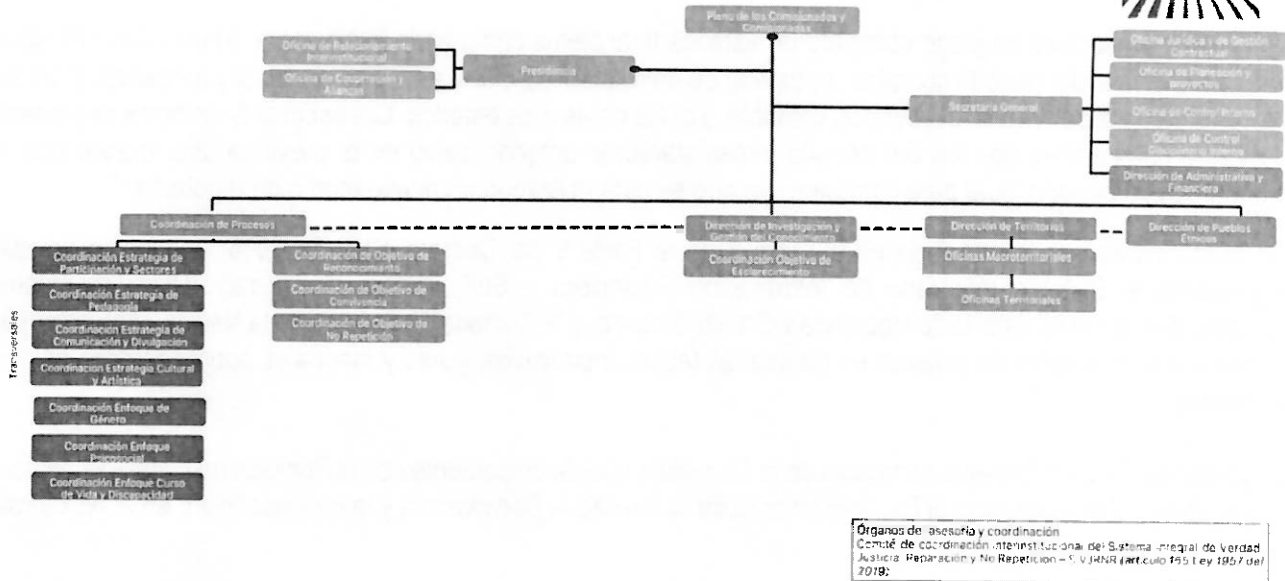 Pleno de los Comisionados y
Comisionadas
Oficina de Relacionamiento
Interinstitucional
Oficina de Cooperación y
Alianzas
Presidencia
Secretaría General
Oficina Jurídica y de Gestión
Contractual
Oficina de Planeación y
proyectos
Oficina de Control Interno
Oficina de Control
Disciplinario Interno
Dirección de Administrativa y
Financiera
Coordinación de Procesos
Dirección de Investigación y
Gestión del Conocimiento
Dirección de Territorios
Dirección de Pueblos
Étnicos
Coordinación Estrategia de
Participación y Sectores
Coordinación Estrategia de
Pedagogía
Coordinación Estrategia de
Comunicación y Divulgación
Coordinación Estrategia Cultural
y Artística
Coordinación Enfoque de
Género
Coordinación Enfoque
Psicosocial
Coordinación Enfoque Curso
de Vida y Discapacidad
Transversales
Coordinación de Objetivo de
Reconocimiento
Coordinación de Objetivo de
Convivencia
Coordinación de Objetivo de
No Repetición
Coordinación Objetivo de
Esclarecimiento
Oficinas Macroterritoriales
Oficinas Territoriales
Órganos de asesoría y coordinación
Comité de coordinación interinstitucional del Sistema Integral de Verdad
Justicia, Reparación y No Repetición – SIVJRNR (artículo 155 Ley 1957 del
2019)